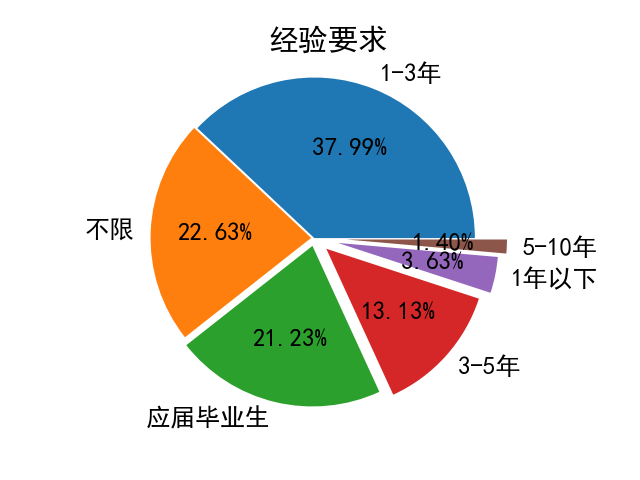 经验要求
1-3年
37.99%
不限
22.63%
1.40%
5-10年
3.63%
1年以下
13.13%
21.23%
3-5年
应届毕业生